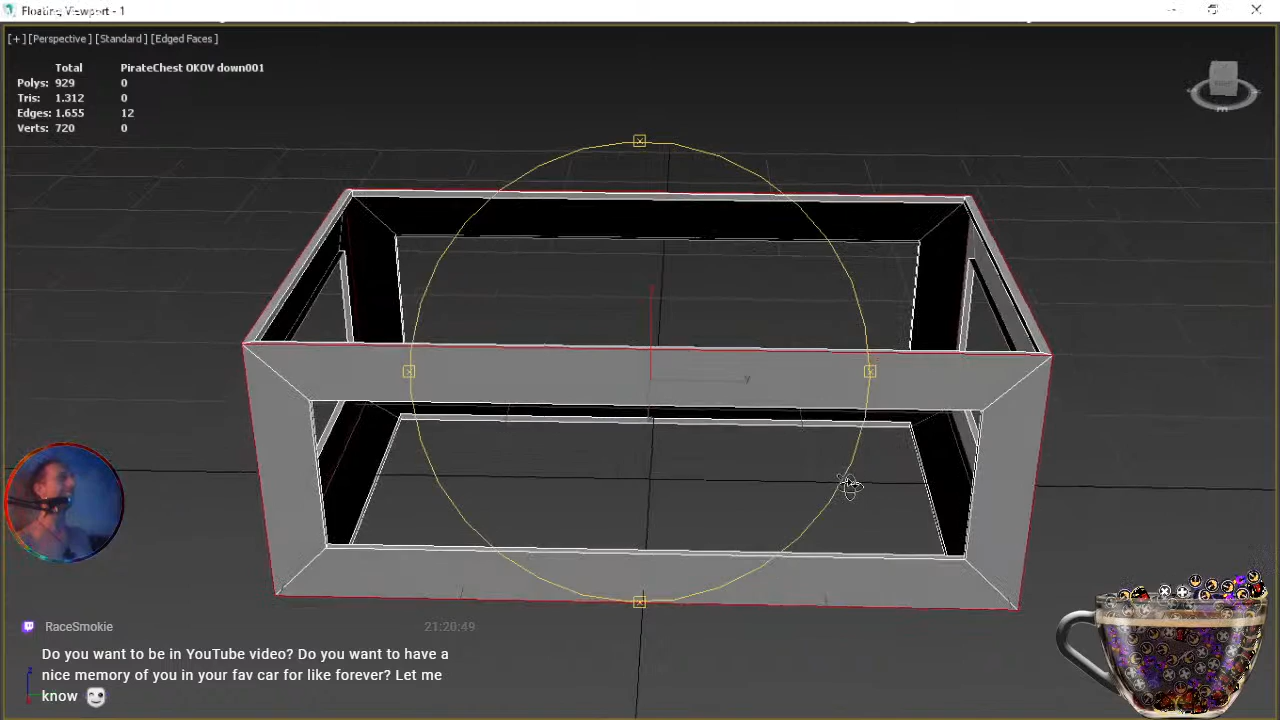 Floating Viewport - 1
[+] [Perspective] [Standard] [Edged Faces]
Total PirateChest OKOV down001
Polys: 929 0
Tris: 1.312 0
Edges: 1.655 12
Verts: 720 0
y
RaceSmokie 21:20:49
Do you want to be in YouTube video? Do you want to have a
nice memory of you in your fav car for like forever? Let me
know